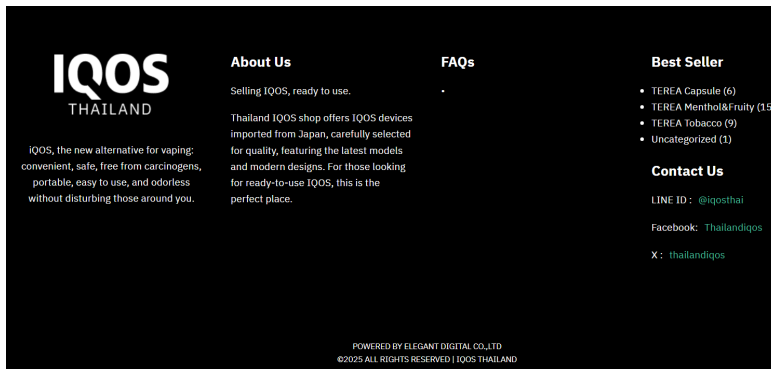 IQOS
THAILAND
iQOS, the new alternative for vaping:
convenient, safe, free from carcinogens,
portable, easy to use, and odorless
without disturbing those around you.
About Us
Selling IQOS, ready to use.
Thailand IQOS shop offers IQOS devices
imported from Japan, carefully selected
for quality, featuring the latest models
and modern designs. For those looking
for ready-to-use IQOS, this is the
perfect place.
FAQs
•
Best Seller
• TEREA Capsule (6)
• TEREA Menthol&Fruity (15
• TEREA Tobacco (9)
• Uncategorized (1)
Contact Us
LINE ID : @iqosthai
Facebook: Thailandiqos
X : thailandiqos
POWERED BY ELEGANT DIGITAL CO.,LTD
©2025 ALL RIGHTS RESERVED | IQOS THAILAND